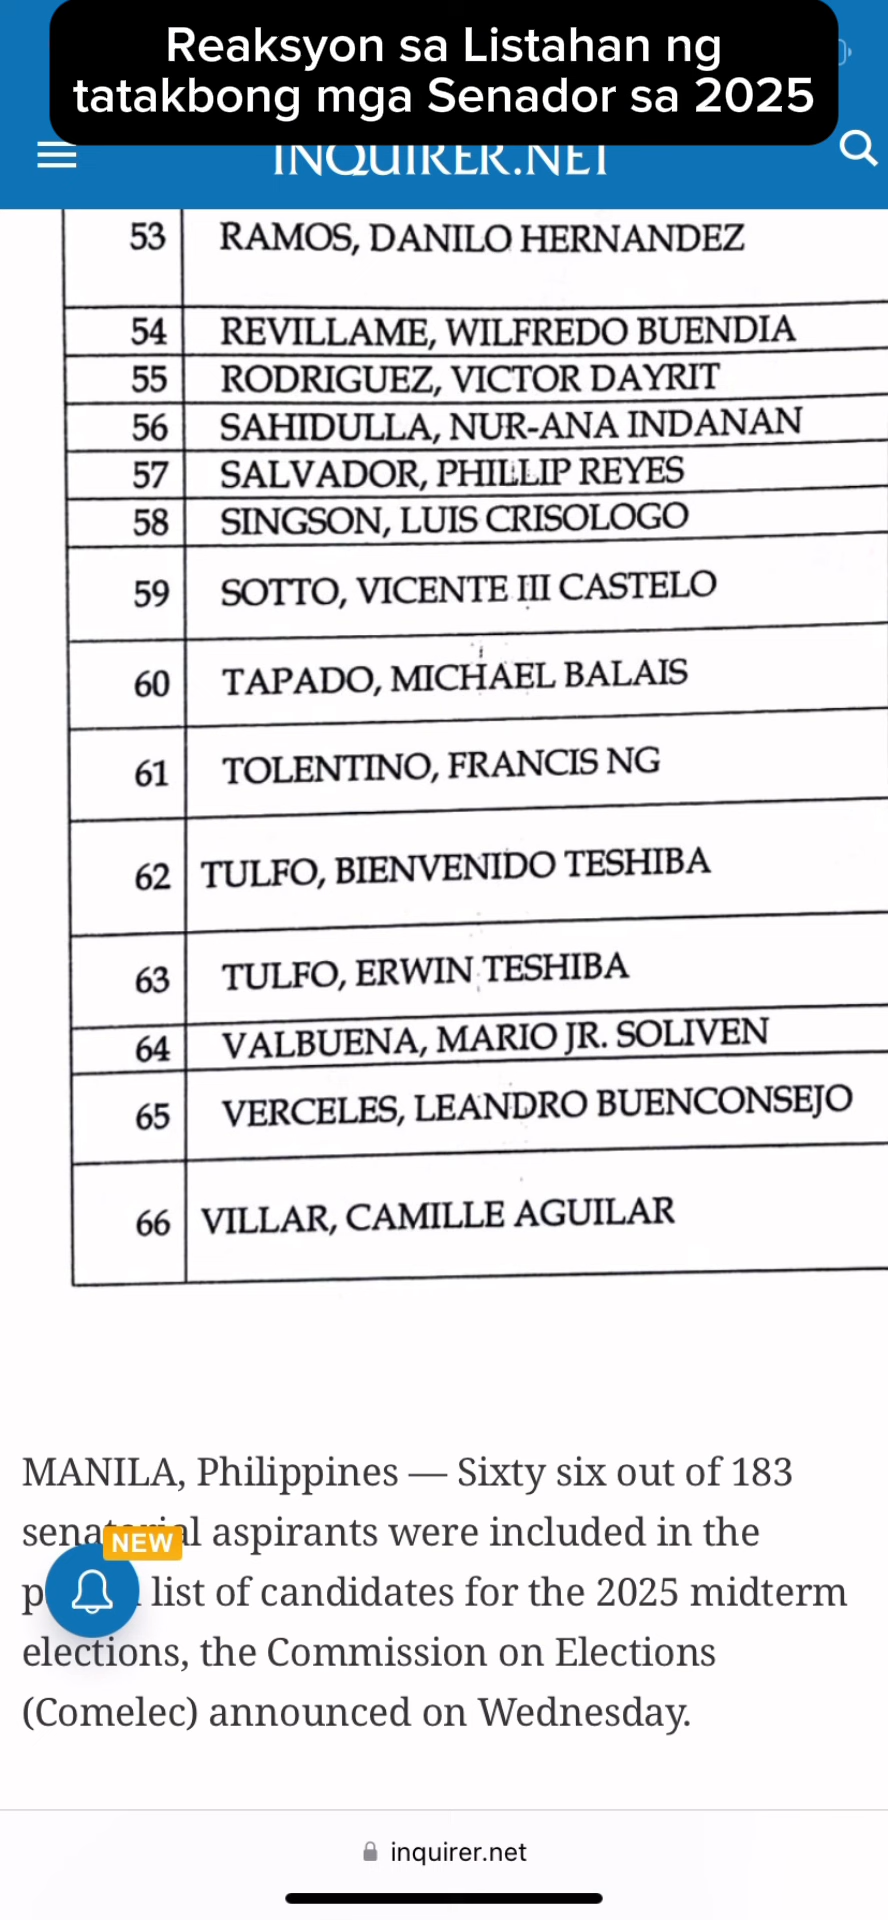 Reaksyon sa Listahan ng
tatakbong mga Senador sa 2025
INQUIRER.NET
53 RAMOS, DANILO HERNANDEZ
54 REVILLAME, WILFREDO BUENDIA
55 RODRIGUEZ, VICTOR DAYRIT
56 SAHIDULLA, NUR-ANA INDANAN
57 SALVADOR, PHILLIP REYES
58 SINGSON, LUIS CRISOLOGO
59 SOTTO, VICENTE III CASTELO
60 TAPADO, MICHAEL BALAIS
61 TOLENTINO, FRANCIS NG
62 TULFO, BIENVENIDO TESHIBA
63 TULFO, ERWIN TESHIBA
64 VALBUENA, MARIO JR. SOLIVEN
65 VERCELES, LEANDRO BUENCONSEJO
66 VILLAR, CAMILLE AGUILAR
MANILA, Philippines — Sixty six out of 183
senatorial aspirants were included in the
NEW
list of candidates for the 2025 midterm
elections, the Commission on Elections
(Comelec) announced on Wednesday.
inquirer.net